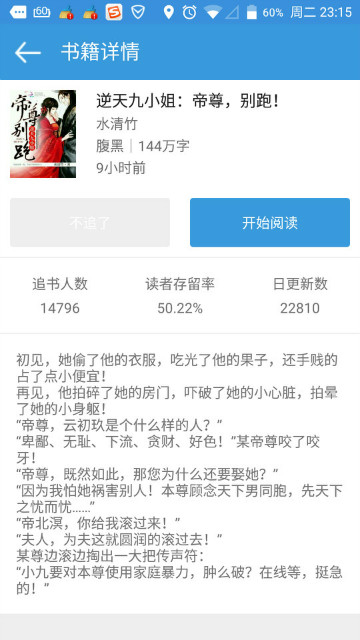 60% 周二 23:15
书籍详情
帝尊
别跑
逆天九小姐：帝尊，别跑！
水清竹
腹黑｜144万字
9小时前
不追了
开始阅读
追书人数 读者存留率 日更新数
14796 50.22% 22810
初见，她偷了他的衣服，吃光了他的果子，还手贱的
占了点小便宜！
再见，他拍碎了她的房门，吓破了她的小心脏，拍晕
了她的小身躯！
“帝尊，云初玖是个什么样的人？”
“卑鄙、无耻、下流、贪财、好色！”某帝尊咬了咬
牙！
“帝尊，既然如此，那您为什么还要娶她？”
“因为我怕她祸害别人！本尊顾念天下男同胞，先天下
之忧而忧……”
“帝北溟，你给我滚过来！”
“夫人，为夫这就圆润的滚过去！”
某尊边滚边掏出一大把传声符：
“小九要对本尊使用家庭暴力，肿么破？在线等，挺急
的！”